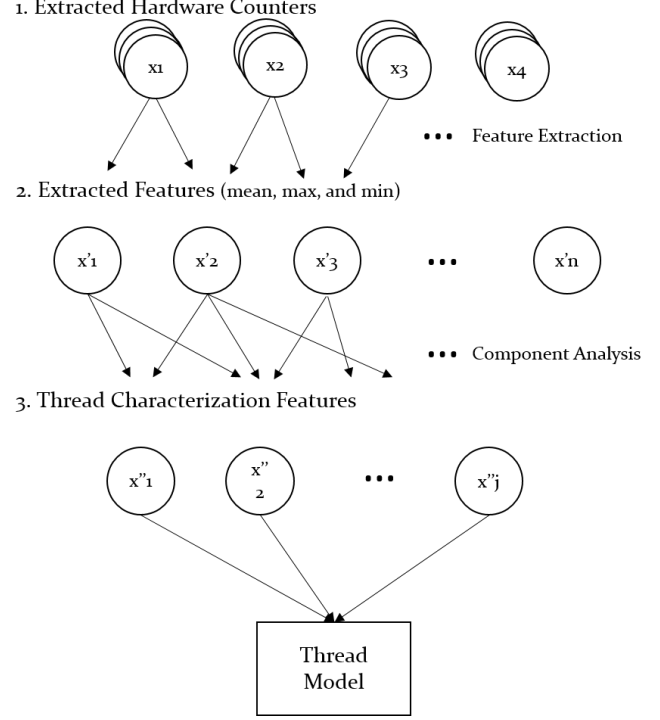 1. Extracted Hardware Counters
x1 x2 x3 x4
... Feature Extraction
2. Extracted Features (mean, max, and min)
x'1 x'2 x'3 ... x'n
... Component Analysis
3. Thread Characterization Features
x”1 x” 2 ... x”j
Thread
Model